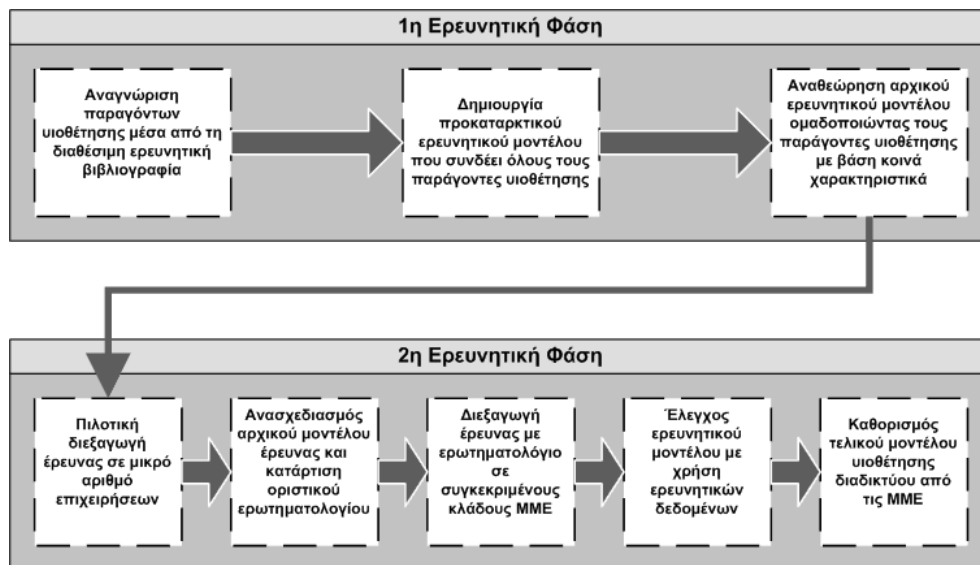 1η Ερευνητική Φάση
Αναγνώριση
παραγόντων
υιοθέτησης μέσα από τη
διαθέσιμη ερευνητική
βιβλιογραφία
Δημιουργία
προκαταρκτικού
ερευνητικού μοντέλου
που συνδέει όλους τους
παράγοντες υιοθέτησης
Αναθεώρηση αρχικού
ερευνητικού μοντέλου
ομαδοποιώντας τους
παράγοντες υιοθέτησης
με βάση κοινά
χαρακτηριστικά
2η Ερευνητική Φάση
Πιλοτική
διεξαγωγή
έρευνας σε μικρό
αριθμό
επιχειρήσεων
Ανασχεδιασμός
αρχικού μοντέλου
έρευνας και
κατάρτιση
οριστικού
ερωτηματολογίου
Διεξαγωγή
έρευνας με
ερωτηματολόγιο
σε
συγκεκριμένους
κλάδους ΜΜΕ
Έλεγχος
ερευνητικού
μοντέλου με
χρήση
ερευνητικών
δεδομένων
Καθορισμός
τελικού μοντέλου
υιοθέτησης
διαδικτύου από
τις ΜΜΕ